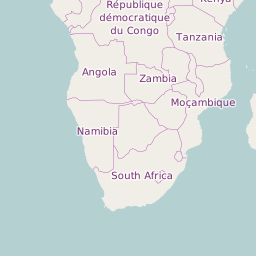 Kenya
République
démocratique
du Congo
Tanzania
Angola
Zambia
Moçambique
Namibia
South Africa